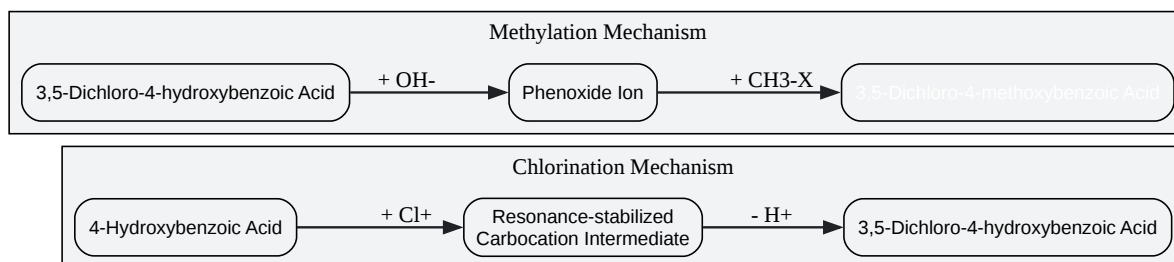 Methylation Mechanism
3,5-Dichloro-4-hydroxybenzoic Acid
+ OH-
Phenoxide Ion
+ CH3-X
3,5-Dichloro-4-methoxybenzoic Acid
Chlorination Mechanism
4-Hydroxybenzoic Acid
+ Cl+
Resonance-stabilized
Carbocation Intermediate
- H+
3,5-Dichloro-4-hydroxybenzoic Acid